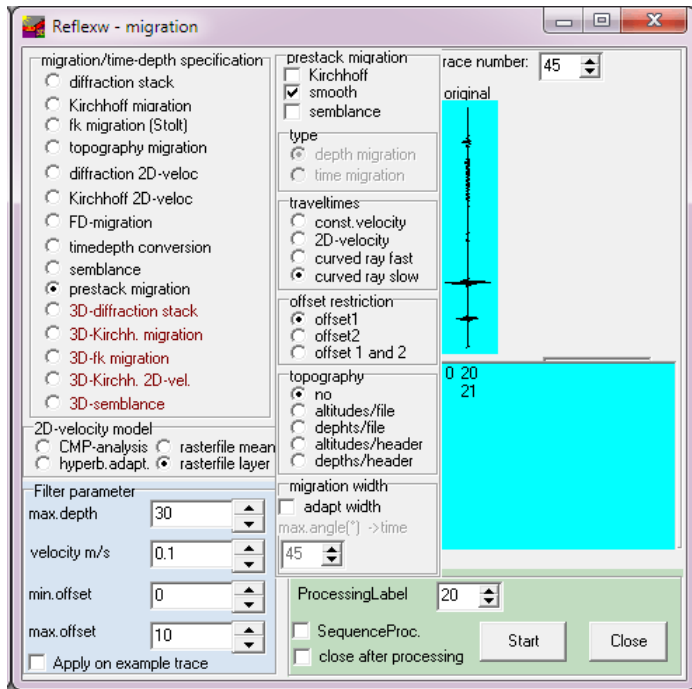 Reflexw - migration
migration/time-depth specification
diffraction stack
Kirchhoff migration
fk migration (Stolt)
topography migration
diffraction 2D-veloc
Kirchhoff 2D-veloc
FD-migration
timedepth conversion
semblance
prestack migration
3D-diffraction stack
3D-Kirchh. migration
3D-fk migration
3D-Kirchh. 2D-vel.
3D-semblance
2D-velocity model
CMP-analysis rasterfile mean
hyperb.adapt. rasterfile layer
Filter parameter
max.depth 30
velocity m/s 0.1
min.offset 0
max.offset 10
Apply on example trace
prestack migration
Kirchhoff
smooth
semblance
type
depth migration
time migration
traveltimes
const.velocity
2D-velocity
curved ray fast
curved ray slow
offset restriction
offset1
offset2
offset 1 and 2
topography
no
altitudes/file
dephts/file
altitudes/header
depths/header
migration width
adapt width
max.angle(°) ->time
45
race number: 45
original
0 20
21
ProcessingLabel 20
SequenceProc.
close after processing
Start
Close